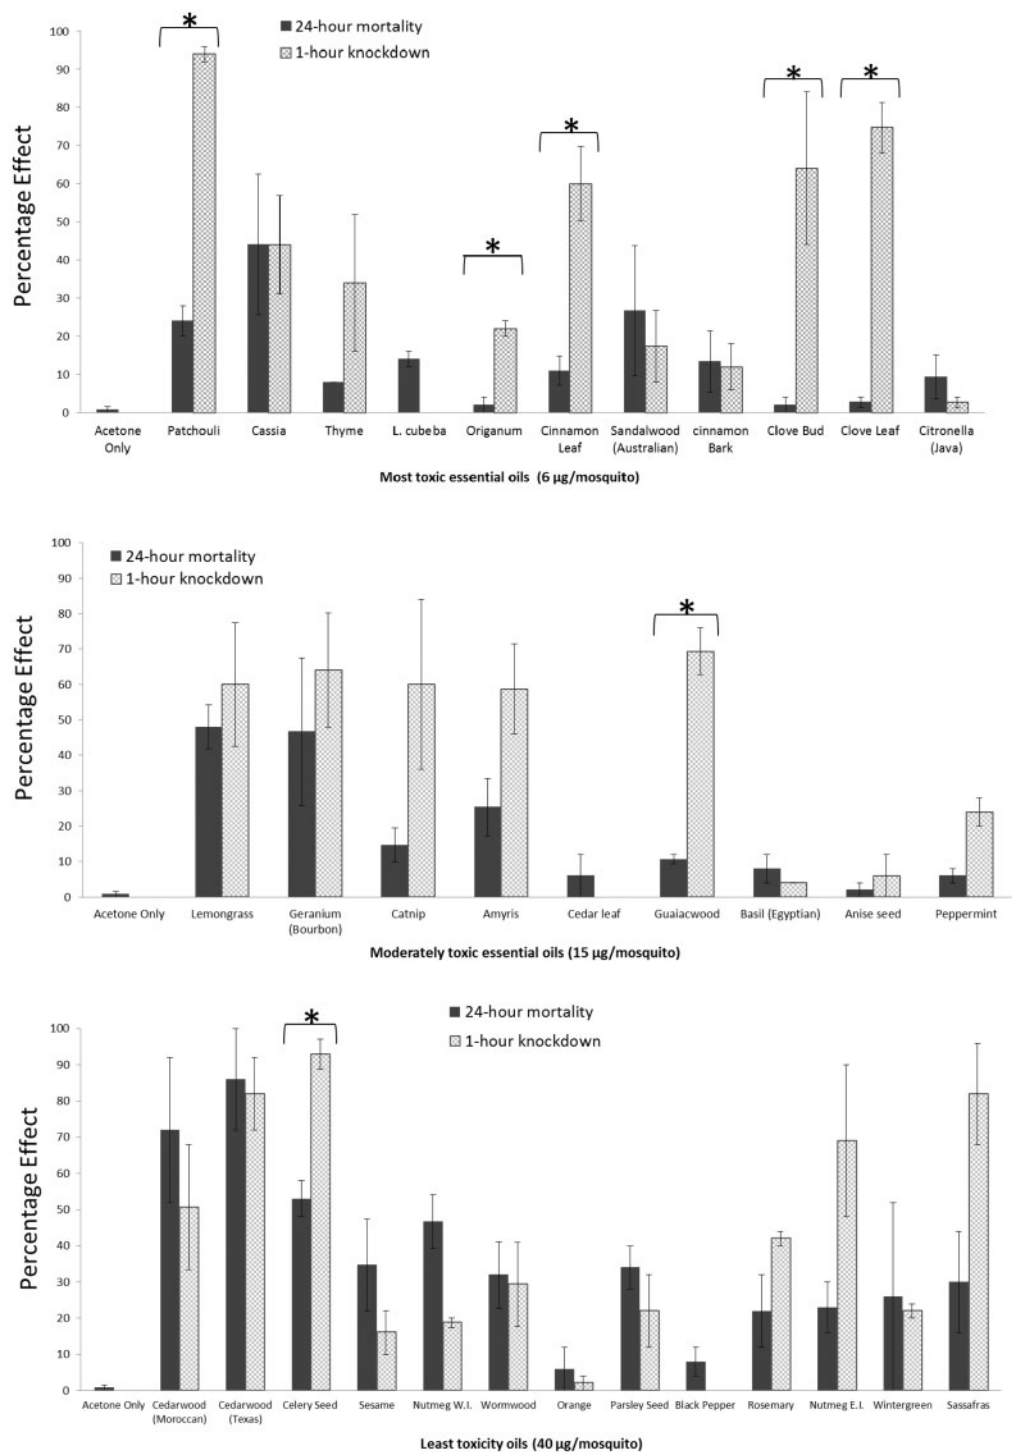 24-hour mortality
1-hour knockdown
Percentage Effect
100
90
80
70
60
50
40
30
20
10
0
*
*
*
*
*
Acetone Only
Patchouli
Cassia
Thyme
L. cubeba
Origanum
Cinnamon Leaf
Sandalwood (Australian)
cinnamon Bark
Clove Bud
Clove Leaf
Citronella (Java)
Most toxic essential oils (6 µg/mosquito)
24-hour mortality
1-hour knockdown
Percentage Effect
100
90
80
70
60
50
40
30
20
10
0
*
Acetone Only
Lemongrass
Geranium (Bourbon)
Catnip
Amyris
Cedar leaf
Guaiacwood
Basil (Egyptian)
Anise seed
Peppermint
Moderately toxic essential oils (15 µg/mosquito)
24-hour mortality
1-hour knockdown
Percentage Effect
100
90
80
70
60
50
40
30
20
10
0
*
Acetone Only
Cedarwood (Moroccan)
Cedarwood (Texas)
Celery Seed
Sesame
Nutmeg W.I.
Wormwood
Orange
Parsley Seed
Black Pepper
Rosemary
Nutmeg E.I.
Wintergreen
Sassafras
Least toxicity oils (40 µg/mosquito)